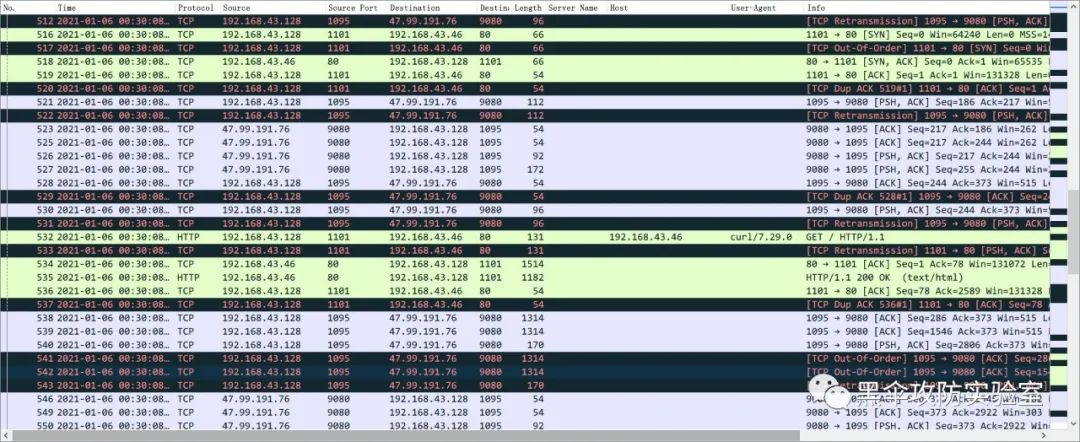 No. Time Protocol Source Source Port Destination Destina Length Server Name Host User-Agent Info
512 2021-01-06 00:30:08… TCP 192.168.43.128 1095 47.99.191.76 9080 96 [TCP Retransmission] 1095 → 9080 [PSH, ACK]
516 2021-01-06 00:30:08… TCP 192.168.43.128 1101 192.168.43.46 80 66 1101 → 80 [SYN] Seq=0 Win=64240 Len=0 MSS=14
517 2021-01-06 00:30:08… TCP 192.168.43.128 1101 192.168.43.46 80 66 [TCP Out-Of-Order] 1101 → 80 [SYN] Seq=0 Win
518 2021-01-06 00:30:08… TCP 192.168.43.46 80 192.168.43.128 1101 66 80 → 1101 [SYN, ACK] Seq=0 Ack=1 Win=65535
519 2021-01-06 00:30:08… TCP 192.168.43.128 1101 192.168.43.46 80 54 1101 → 80 [ACK] Seq=1 Ack=1 Win=131328 Len=
520 2021-01-06 00:30:08… TCP 192.168.43.128 1101 192.168.43.46 80 54 [TCP Dup ACK 519#1] 1101 → 80 [ACK] Seq=1 A
521 2021-01-06 00:30:08… TCP 192.168.43.128 1095 47.99.191.76 9080 112 1095 → 9080 [PSH, ACK] Seq=186 Ack=217 Win=5
522 2021-01-06 00:30:08… TCP 192.168.43.128 1095 47.99.191.76 9080 112 [TCP Retransmission] 1095 → 9080 [PSH, ACK]
523 2021-01-06 00:30:08… TCP 47.99.191.76 9080 192.168.43.128 1095 54 9080 → 1095 [ACK] Seq=217 Ack=186 Win=262 Le
525 2021-01-06 00:30:08… TCP 47.99.191.76 9080 192.168.43.128 1095 54 9080 → 1095 [ACK] Seq=217 Ack=244 Win=262 L
526 2021-01-06 00:30:08… TCP 47.99.191.76 9080 192.168.43.128 1095 92 9080 → 1095 [PSH, ACK] Seq=217 Ack=244 Win=
527 2021-01-06 00:30:08… TCP 47.99.191.76 9080 192.168.43.128 1095 172 9080 → 1095 [PSH, ACK] Seq=255 Ack=244 Win=
528 2021-01-06 00:30:08… TCP 192.168.43.128 1095 47.99.191.76 9080 54 1095 → 9080 [ACK] Seq=244 Ack=373 Win=515 L
529 2021-01-06 00:30:08… TCP 192.168.43.128 1095 47.99.191.76 9080 54 [TCP Dup ACK 528#1] 1095 → 9080 [ACK] Seq=24
530 2021-01-06 00:30:08… TCP 192.168.43.128 1095 47.99.191.76 9080 96 1095 → 9080 [PSH, ACK] Seq=244 Ack=373 Win=5
531 2021-01-06 00:30:08… TCP 192.168.43.128 1095 47.99.191.76 9080 96 [TCP Retransmission] 1095 → 9080 [PSH, ACK]
532 2021-01-06 00:30:08… HTTP 192.168.43.128 1101 192.168.43.46 80 131 192.168.43.46 curl/7.29.0 GET / HTTP/1.1
533 2021-01-06 00:30:08… TCP 192.168.43.128 1101 192.168.43.46 80 131 [TCP Retransmission] 1101 → 80 [PSH, ACK] S
534 2021-01-06 00:30:08… TCP 192.168.43.46 80 192.168.43.128 1101 1514 80 → 1101 [ACK] Seq=1 Ack=78 Win=131072 Len=
535 2021-01-06 00:30:08… HTTP 192.168.43.46 80 192.168.43.128 1101 1182 HTTP/1.1 200 OK (text/html)
536 2021-01-06 00:30:08… TCP 192.168.43.128 1101 192.168.43.46 80 54 1101 → 80 [ACK] Seq=78 Ack=2589 Win=131328
537 2021-01-06 00:30:08… TCP 192.168.43.128 1101 192.168.43.46 80 54 [TCP Dup ACK 536#1] 1101 → 80 [ACK] Seq=78
538 2021-01-06 00:30:08… TCP 192.168.43.128 1095 47.99.191.76 9080 1314 1095 → 9080 [ACK] Seq=286 Ack=373 Win=515 L
539 2021-01-06 00:30:08… TCP 192.168.43.128 1095 47.99.191.76 9080 1314 1095 → 9080 [ACK] Seq=1546 Ack=373 Win=515
540 2021-01-06 00:30:08… TCP 192.168.43.128 1095 47.99.191.76 9080 170 1095 → 9080 [PSH, ACK] Seq=2806 Ack=373 Win=
541 2021-01-06 00:30:08… TCP 192.168.43.128 1095 47.99.191.76 9080 1314 [TCP Out-Of-Order] 1095 → 9080 [ACK] Seq=286
542 2021-01-06 00:30:08… TCP 192.168.43.128 1095 47.99.191.76 9080 1314 [TCP Out-Of-Order] 1095 → 9080 [ACK] Seq=154
543 2021-01-06 00:30:08… TCP 192.168.43.128 1095 47.99.191.76 9080 170
546 2021-01-06 00:30:08… TCP 47.99.191.76 9080 192.168.43.128 1095 54
549 2021-01-06 00:30:08… TCP 47.99.191.76 9080 192.168.43.128 1095 54 9080 → 1095 [ACK] Seq=373 Ack=2922 Win=303
550 2021-01-06 00:30:08… TCP 47.99.191.76 9080 192.168.43.128 1095 92 9080 → 1095 [PSH, ACK] Seq=373 Ack=2922 Win
黑伞攻防实验室